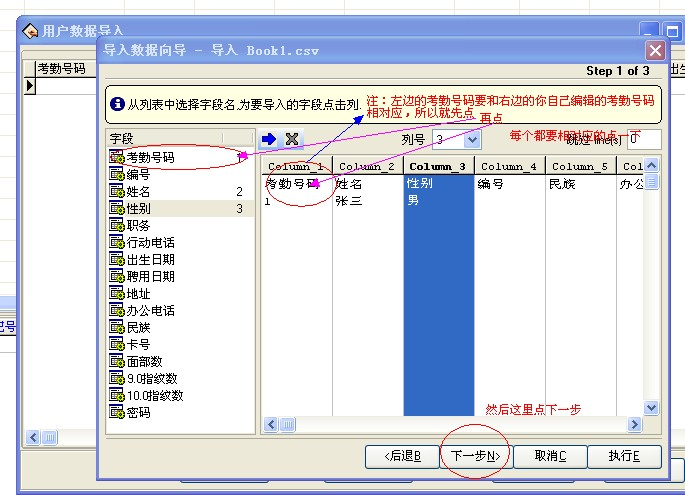 用户数据导入
导入数据向导 - 导入 Book1.csv
考勤号码
Step 1 of 3
从列表中选择字段名,为要导入的字段点击列.
注：左边的考勤号码要和右边的你自己编辑的考勤号码
相对应，所以就先点
再点
每个都要相对应的点一下
字段
列号 3
0
考勤号码
编号
姓名 2
性别 3
职务
行动电话
出生日期
聘用日期
地址
办公电话
民族
卡号
面部数
9.0指纹数
10.0指纹数
密码
Column_1 Column_2 Column_3 Column_4 Column_5 Col
考勤号码 姓名 性别 编号 民族 办公
1 张三 男
然后这里点下一步
<后退B 下一步N> 取消C 执行E